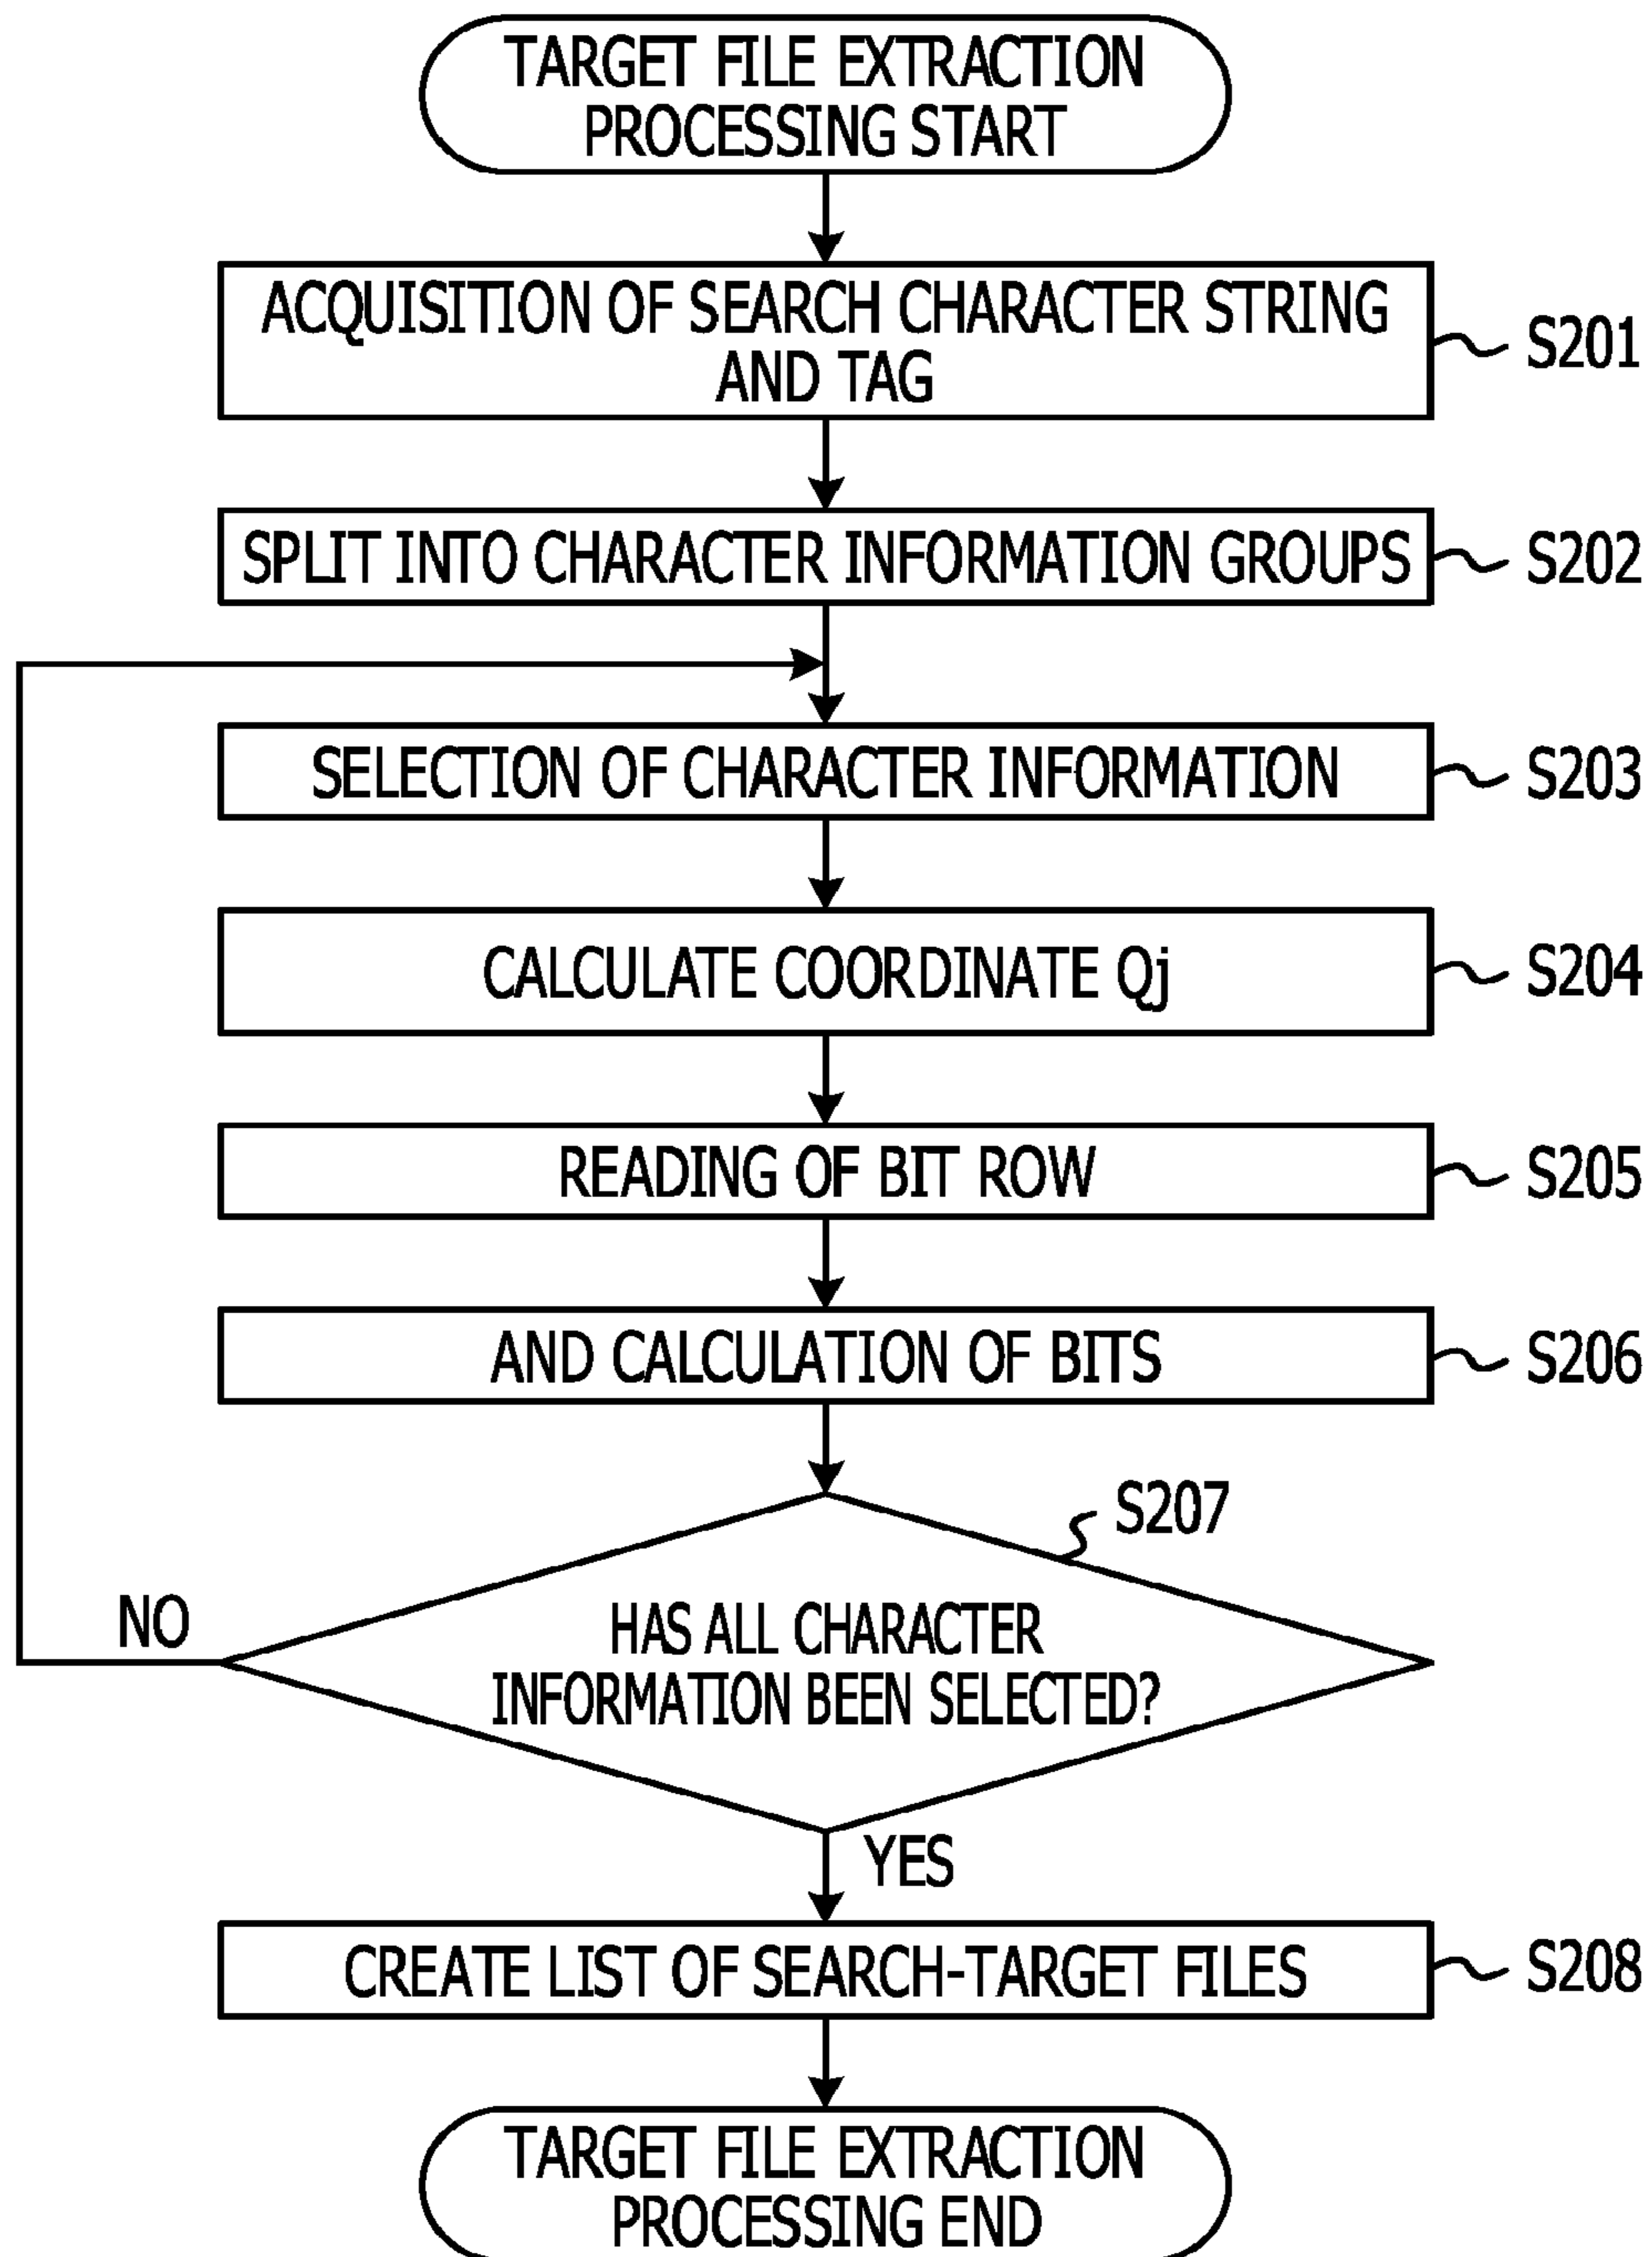 TARGET FILE EXTRACTION
PROCESSING START
ACQUISITION OF SEARCH CHARACTER STRING
AND TAG
S201
SPLIT INTO CHARACTER INFORMATION GROUPS
S202
SELECTION OF CHARACTER INFORMATION
S203
CALCULATE COORDINATE Qj
S204
READING OF BIT ROW
S205
AND CALCULATION OF BITS
S206
S207
HAS ALL CHARACTER
INFORMATION BEEN SELECTED?
NO
YES
CREATE LIST OF SEARCH-TARGET FILES
S208
TARGET FILE EXTRACTION
PROCESSING END